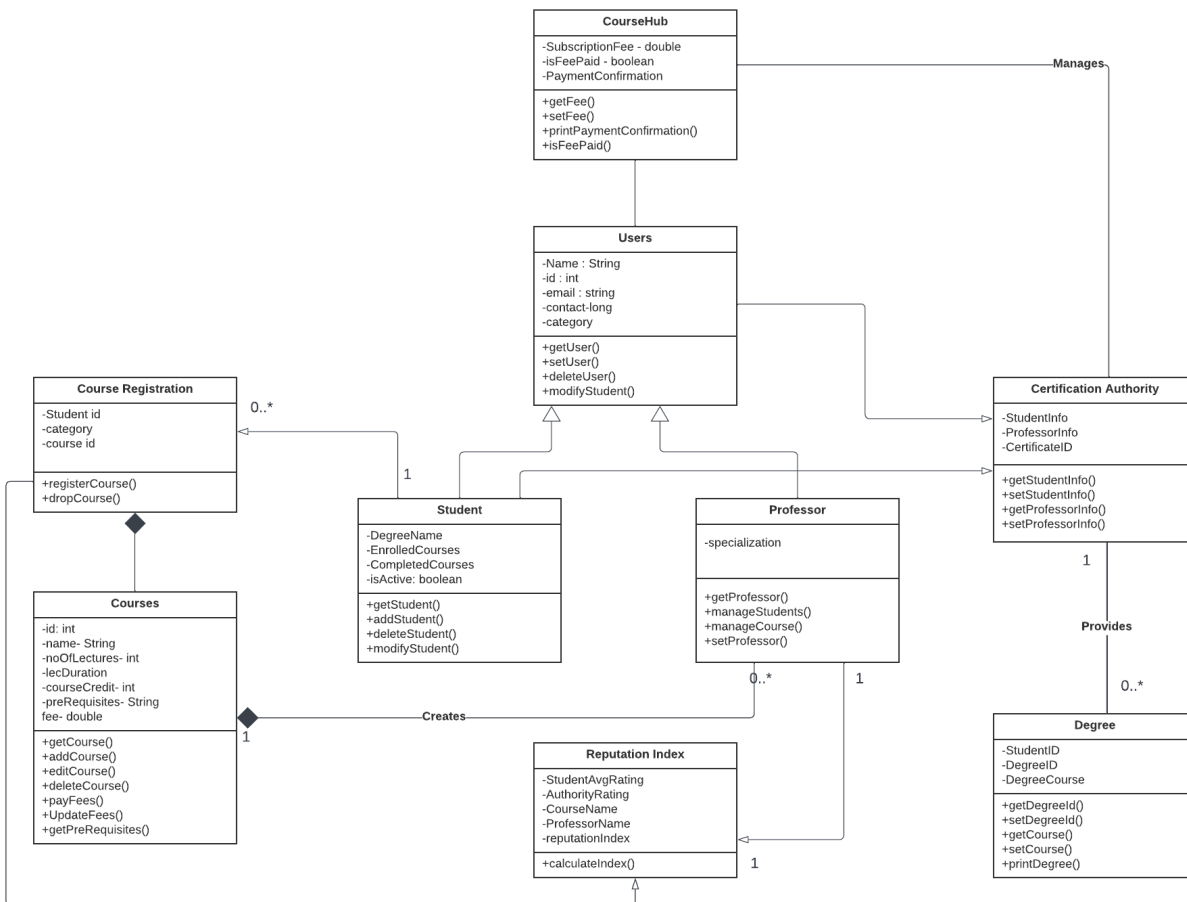 CourseHub
-SubscriptionFee - double
-isFeePaid - boolean
-PaymentConfirmation
+getFee()
+setFee()
+printPaymentConfirmation()
+isFeePaid()
Manages
Users
-Name : String
-id : int
-email : string
-contact-long
-category
+getUser()
+setUser()
+deleteUser()
+modifyStudent()
Course Registration
-Student id
-category
-course id
+registerCourse()
+dropCourse()
0..*
1
Certification Authority
-StudentInfo
-ProfessorInfo
-CertificateID
+getStudentInfo()
+setStudentInfo()
+getProfessorInfo()
+setProfessorInfo()
Student
-DegreeName
-EnrolledCourses
-CompletedCourses
-isActive: boolean
+getStudent()
+addStudent()
+deleteStudent()
+modifyStudent()
Professor
-specialization
+getProfessor()
+manageStudents()
+manageCourse()
+setProfessor()
1
Provides
0..*
Courses
-id: int
-name- String
-noOfLectures- int
-lecDuration
-courseCredit- int
-preRequisites- String
fee- double
+getCourse()
+addCourse()
+editCourse()
+deleteCourse()
+payFees()
+UpdateFees()
+getPreRequisites()
0..*
1
Creates
1
Reputation Index
-StudentAvgRating
-AuthorityRating
-CourseName
-ProfessorName
-reputationIndex
+calculateIndex()
1
Degree
-StudentID
-DegreeID
-DegreeCourse
+getDegreeId()
+setDegreeId()
+getCourse()
+setCourse()
+printDegree()